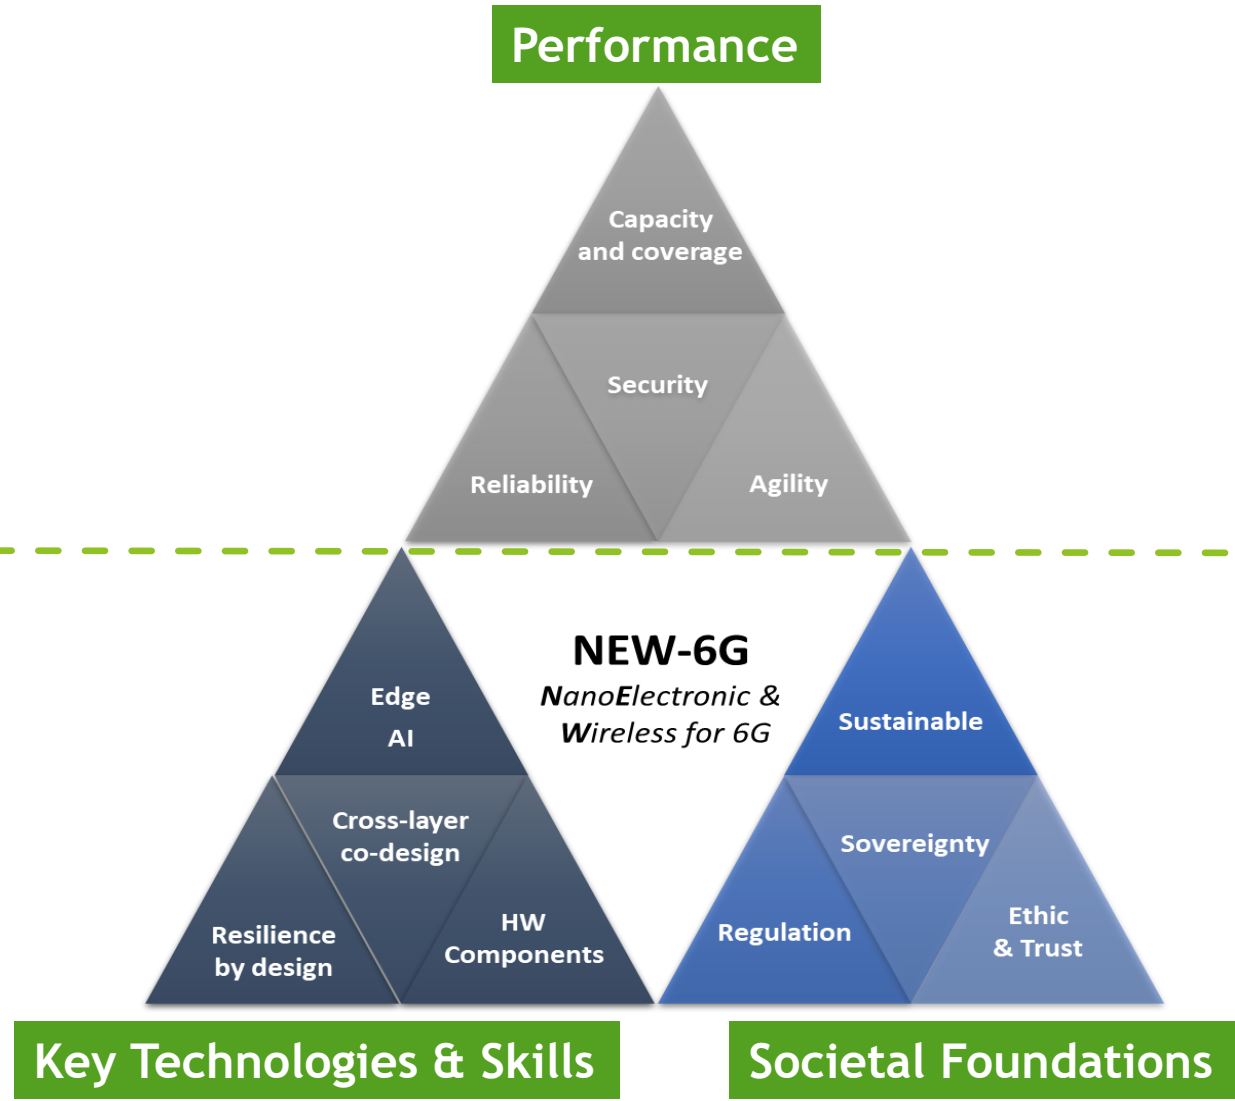 Performance
Capacity
and coverage
Security
Reliability
Agility
NEW-6G
NanoElectronic &
Wireless for 6G
Edge
AI
Cross-layer
co-design
Resilience
by design
HW
Components
Sustainable
Sovereignty
Regulation
Ethic
& Trust
Key Technologies & Skills
Societal Foundations